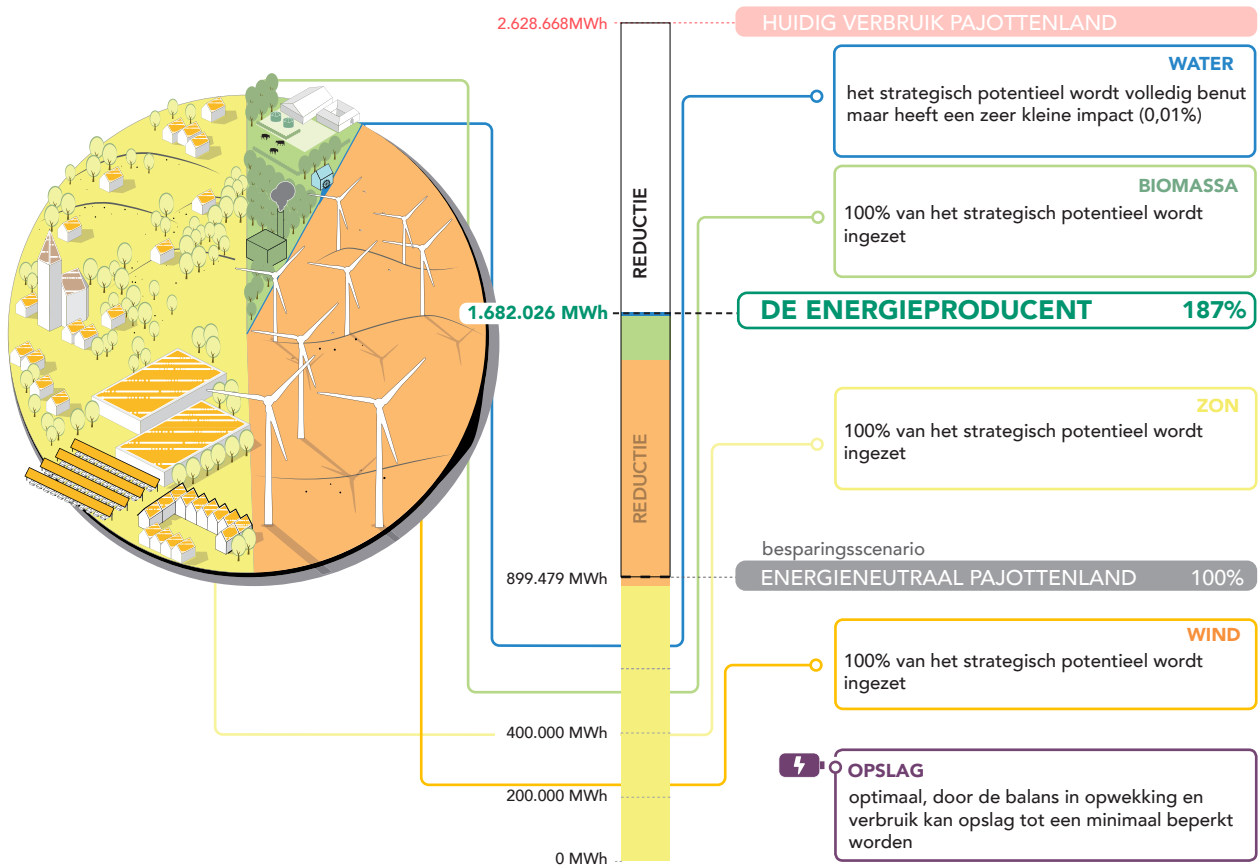 2.628.668MWh
HUIDIG VERBRUIK PAJOTTENLAND
WATER
het strategisch potentieel wordt volledig benut
maar heeft een zeer kleine impact (0,01%)
BIOMASSA
100% van het strategisch potentieel wordt
ingezet
REDUCTIE
1.682.026 MWh
DE ENERGIEPRODUCENT 187%
ZON
100% van het strategisch potentieel wordt
ingezet
REDUCTIE
besparingsscenario
899.479 MWh
ENERGIENEUTRAAL PAJOTTENLAND 100%
WIND
100% van het strategisch potentieel wordt
ingezet
400.000 MWh
OPSLAG
optimaal, door de balans in opwekking en
verbruik kan opslag tot een minimaal beperkt
worden
200.000 MWh
0 MWh